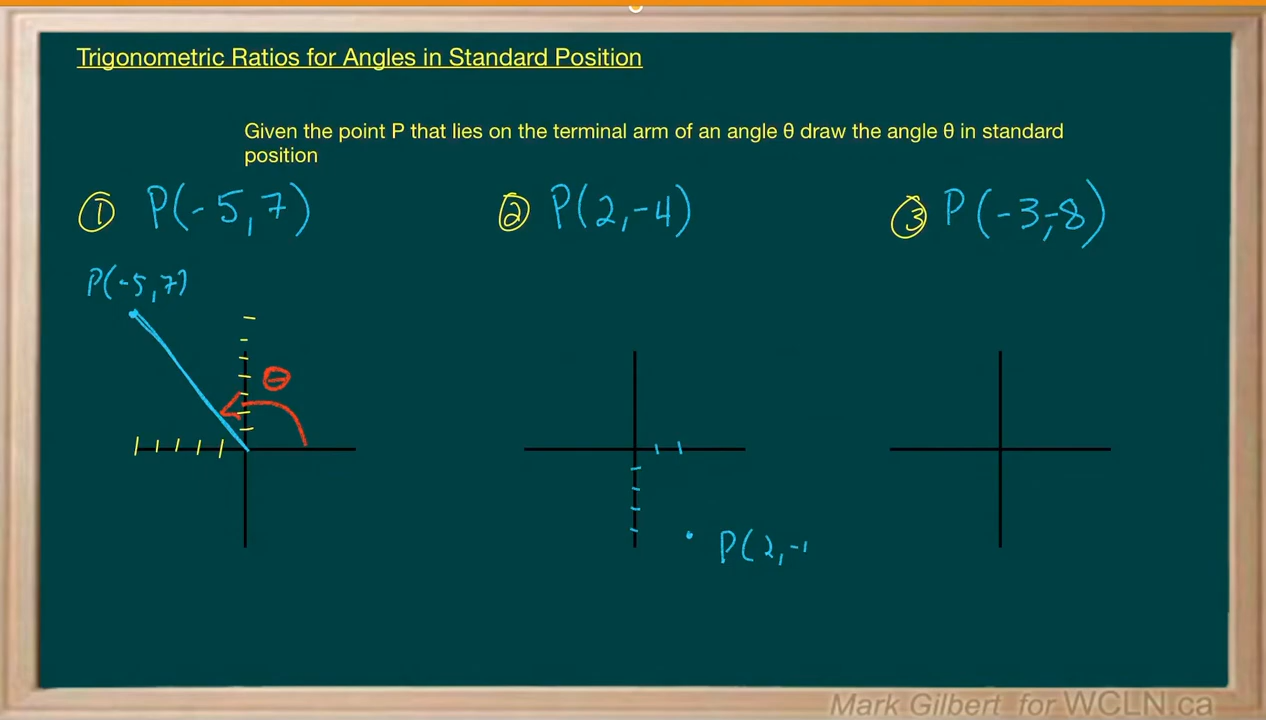 Trigonometric Ratios for Angles in Standard Position
Given the point P that lies on the terminal arm of an angle θ draw the angle θ in standard
position
① P(-5,7)
② P(2,-4)
③ P(-3,-8)
P(-5,7)
θ
P(2,-
Mark Gilbert for WCLN.ca